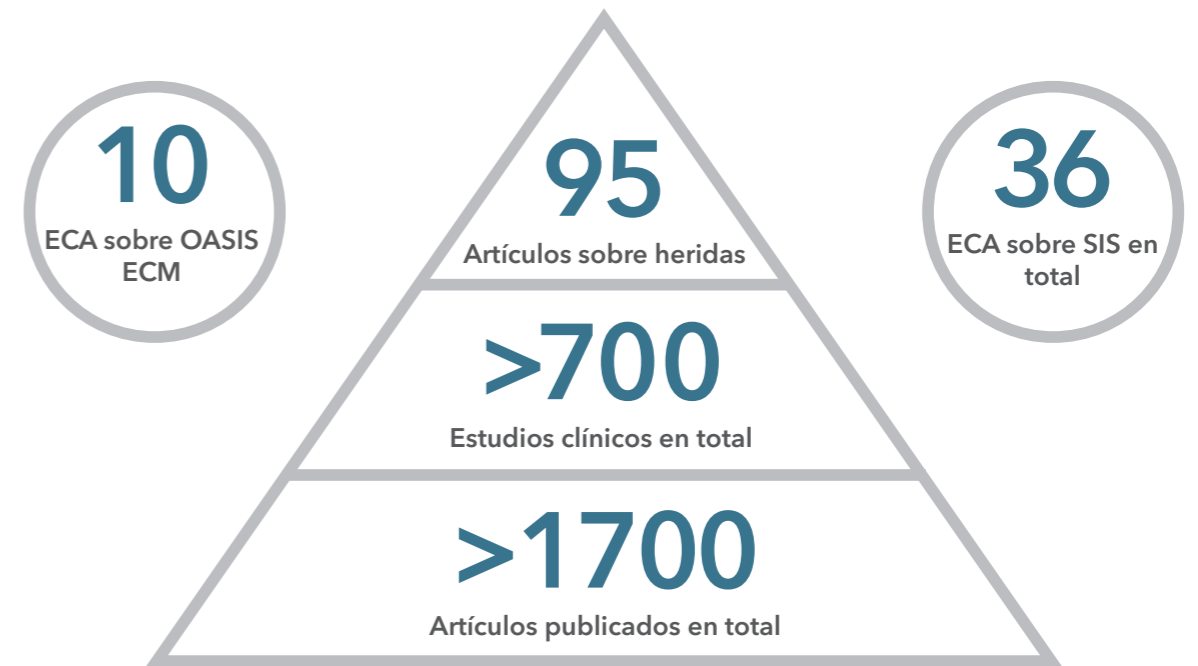 10
ECA sobre OASIS
ECM
95
Artículos sobre heridas
36
ECA sobre SIS en
total
>700
Estudios clínicos en total
>1700
Artículos publicados en total